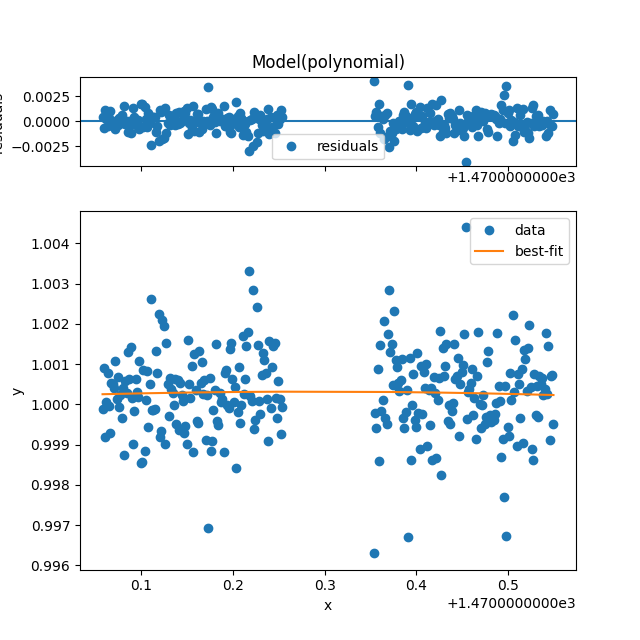 Model(polynomial)
0.0025
0.0000
−0.0025
residuals
residuals
+1.4700000000e3
1.004
1.003
1.002
1.001
1.000
0.999
0.998
0.997
0.996
y
data
best-fit
0.1
0.2
0.3
0.4
0.5
x
+1.4700000000e3